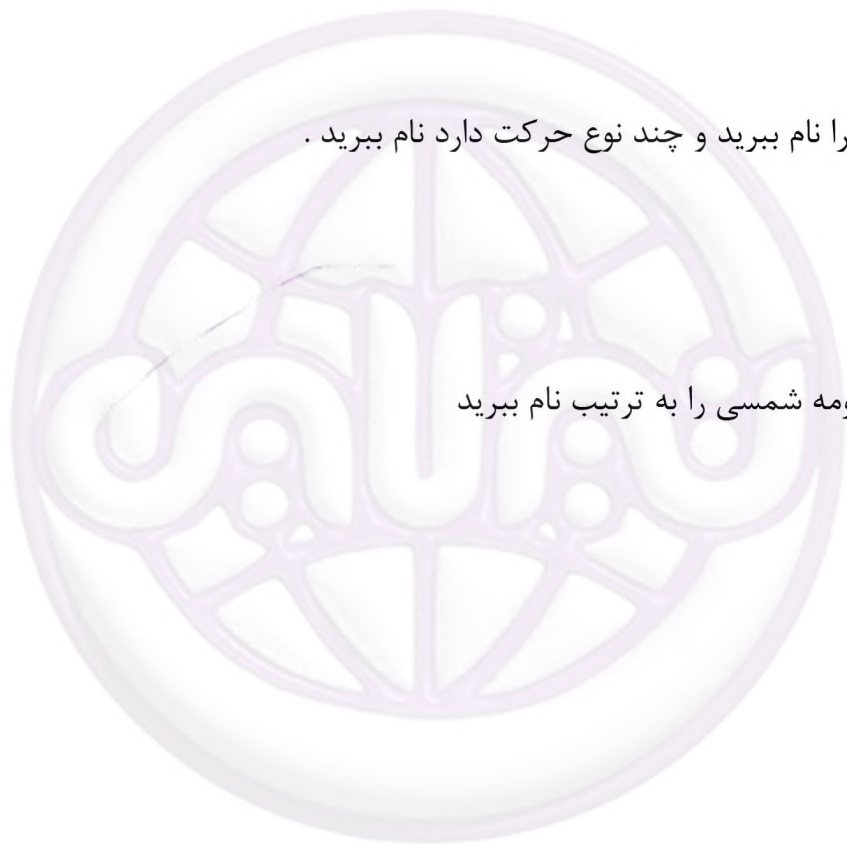 را نام ببرید و چند نوع حرکت دارد نام ببرید .
ومه شمسی را به ترتیب نام ببرید